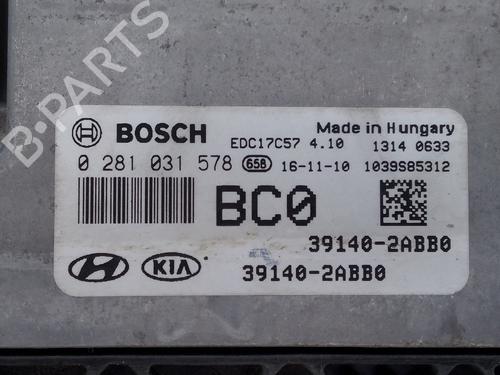 B-PARTS
BOSCH
EDC17C57 4.10
Made in Hungary
1314 0633
0 281 031 578
658
16-11-10
1039S85312
BC0
39140-2ABB0
KIA
39140-2ABB0